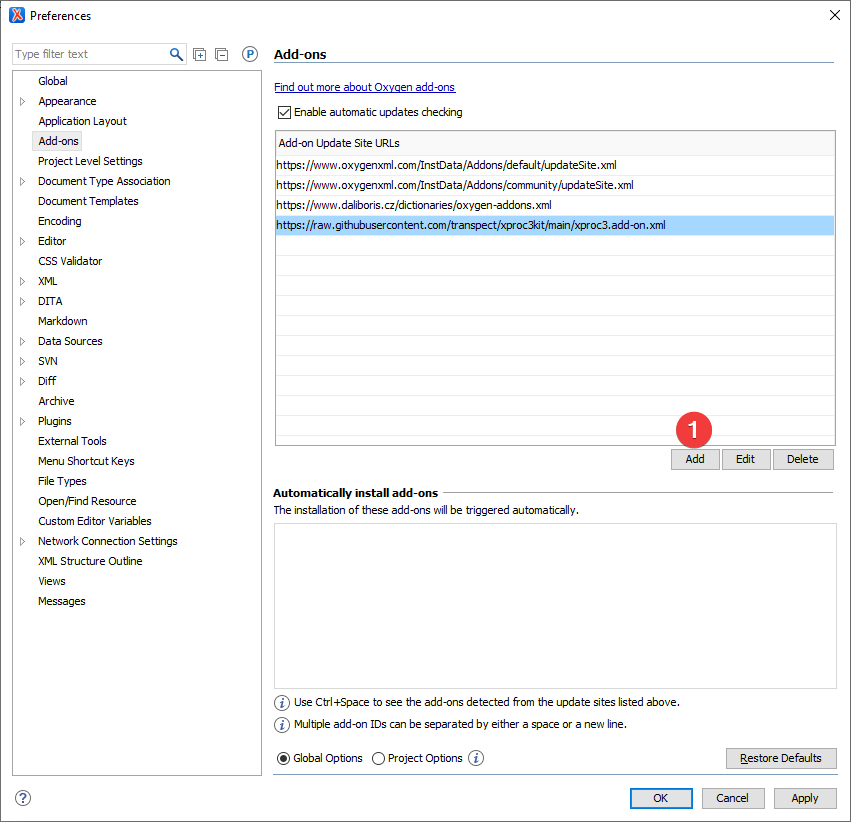 Preferences
Type filter text
P
Global
Appearance
Application Layout
Add-ons
Project Level Settings
Document Type Association
Document Templates
Encoding
Editor
CSS Validator
XML
DITA
Markdown
Data Sources
SVN
Diff
Archive
Plugins
External Tools
Menu Shortcut Keys
File Types
Open/Find Resource
Custom Editor Variables
Network Connection Settings
XML Structure Outline
Views
Messages
Add-ons
Find out more about Oxygen add-ons
Enable automatic updates checking
Add-on Update Site URLs
https://www.oxygenxml.com/InstData/Addons/default/updateSite.xml
https://www.oxygenxml.com/InstData/Addons/community/updateSite.xml
https://www.daliboris.cz/dictionaries/oxygen-addons.xml
https://raw.githubusercontent.com/transpect/xproc3kit/main/xproc3.add-on.xml
1
Add Edit Delete
Automatically install add-ons
The installation of these add-ons will be triggered automatically.
i Use Ctrl+Space to see the add-ons detected from the update sites listed above.
i Multiple add-on IDs can be separated by either a space or a new line.
Global Options Project Options i Restore Defaults
? OK Cancel Apply